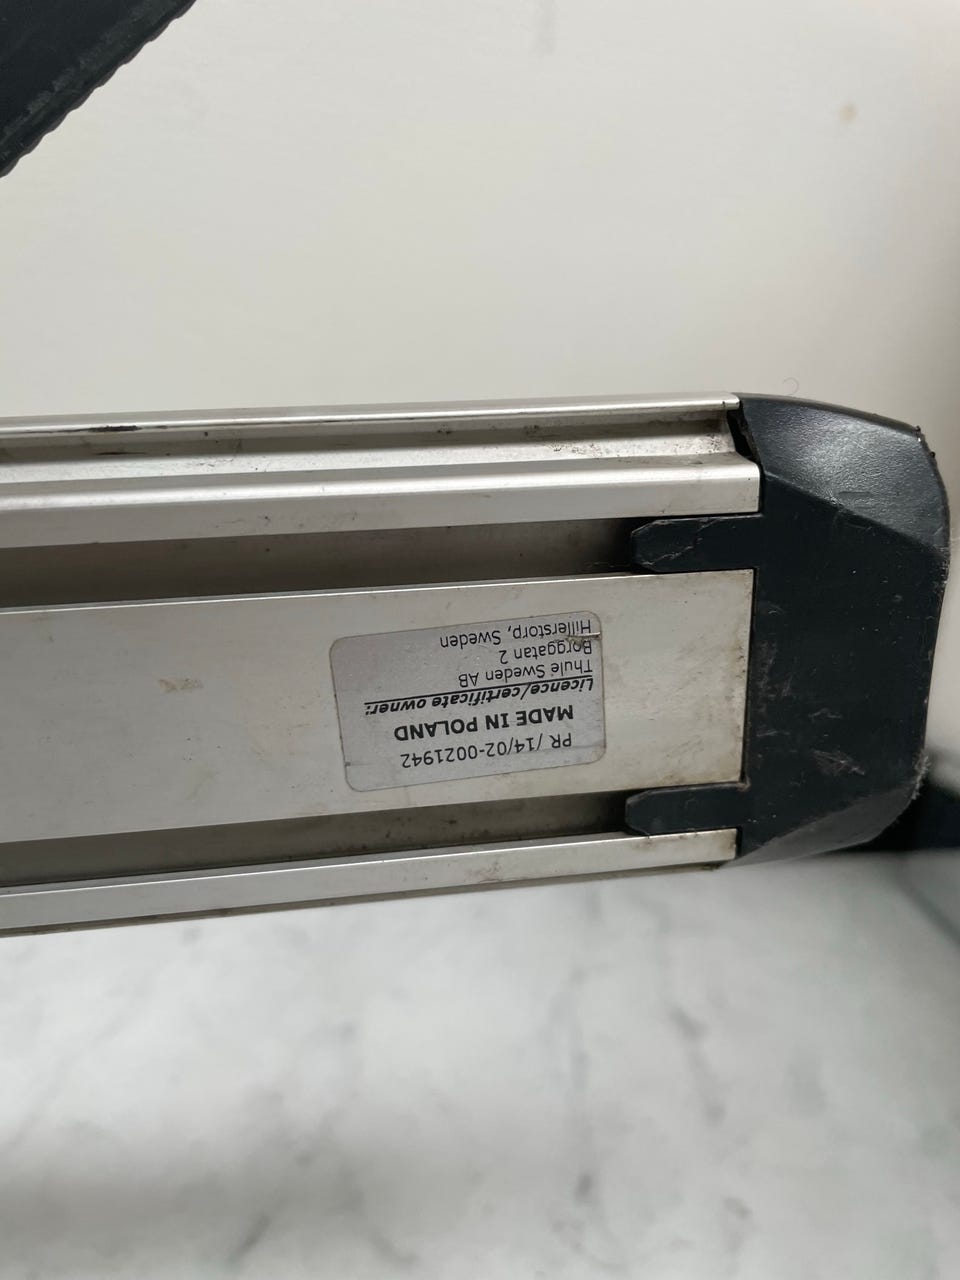 PR /14/02-0021942
MADE IN POLAND
Licence/certificate owner:
Thule Sweden AB
Borggatan 2
Hillerstorp, Sweden